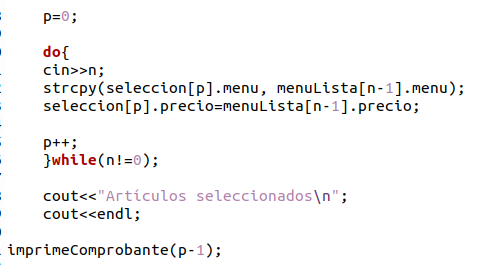 p=0;
do{
cin>>n;
strcpy(seleccion[p].menu, menuLista[n-1].menu);
seleccion[p].precio=menuLista[n-1].precio;
p++;
}while(n!=0);
cout<<"Artículos seleccionados\n";
cout<<endl;
imprimeComprobante(p-1);